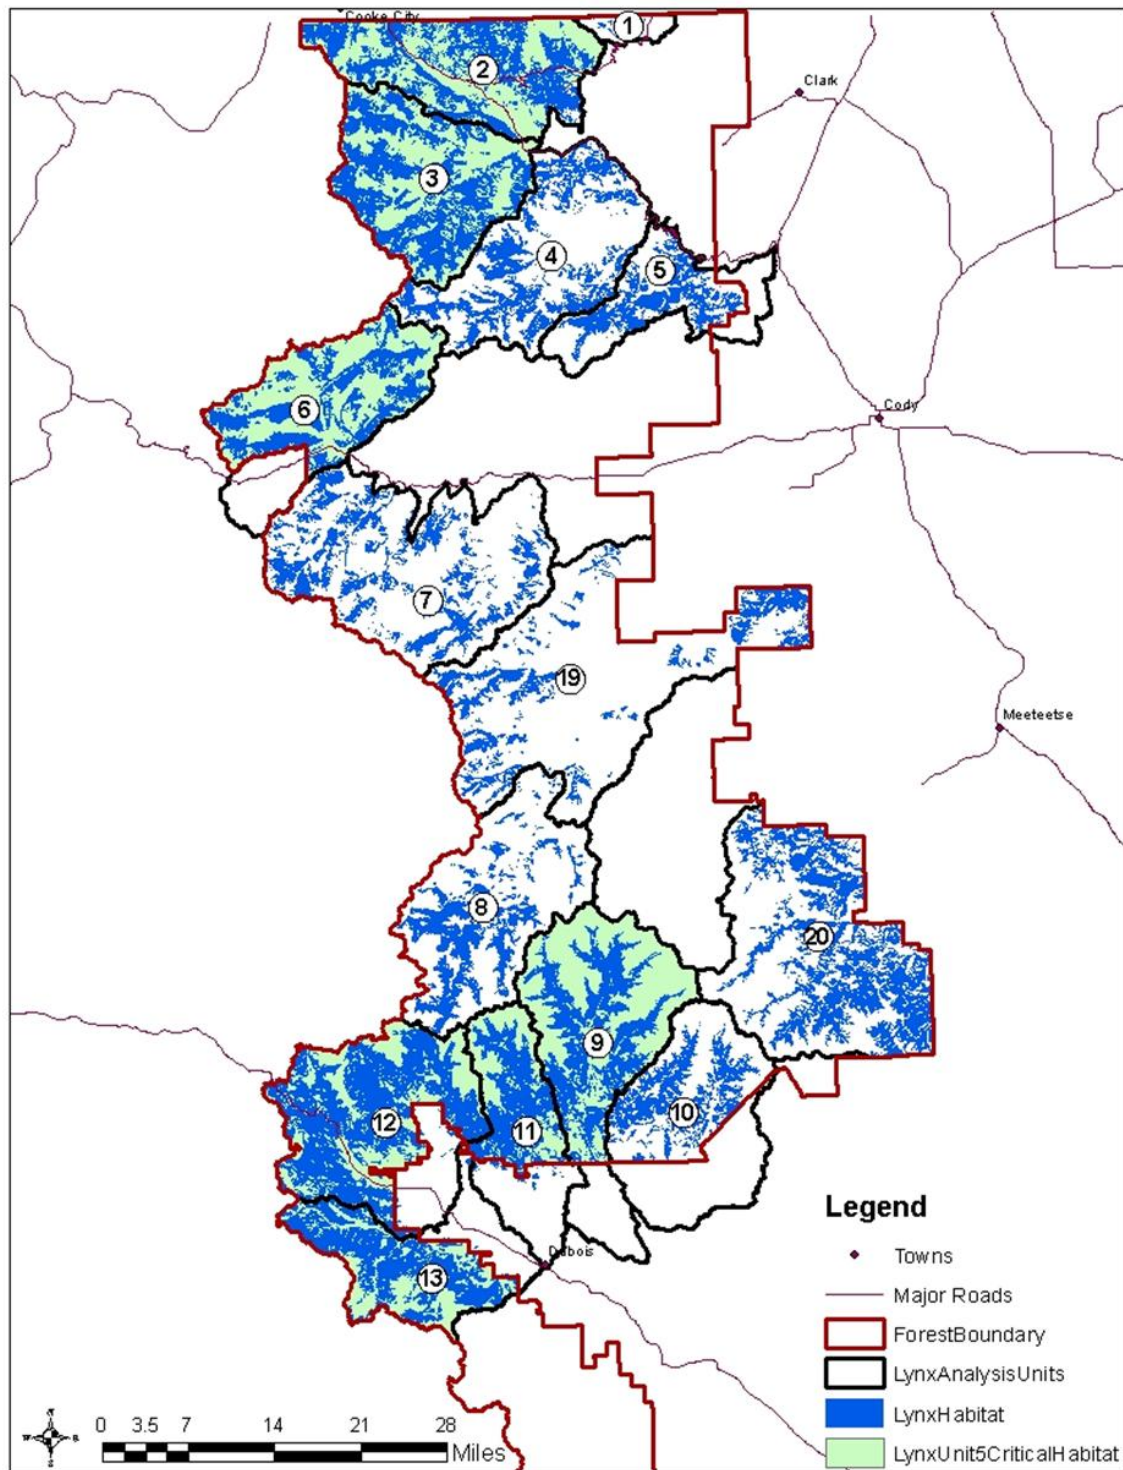 Cooke City
1
2
Clark
3
4
5
6
Cody
7
19
Meeteetse
8
20
9
10
12
11
Dubois
13
Legend
Towns
Major Roads
ForestBoundary
LynxAnalysisUnits
LynxHabitat
LynxUnit5CriticalHabitat
0 3.5 7 14 21 28
Miles